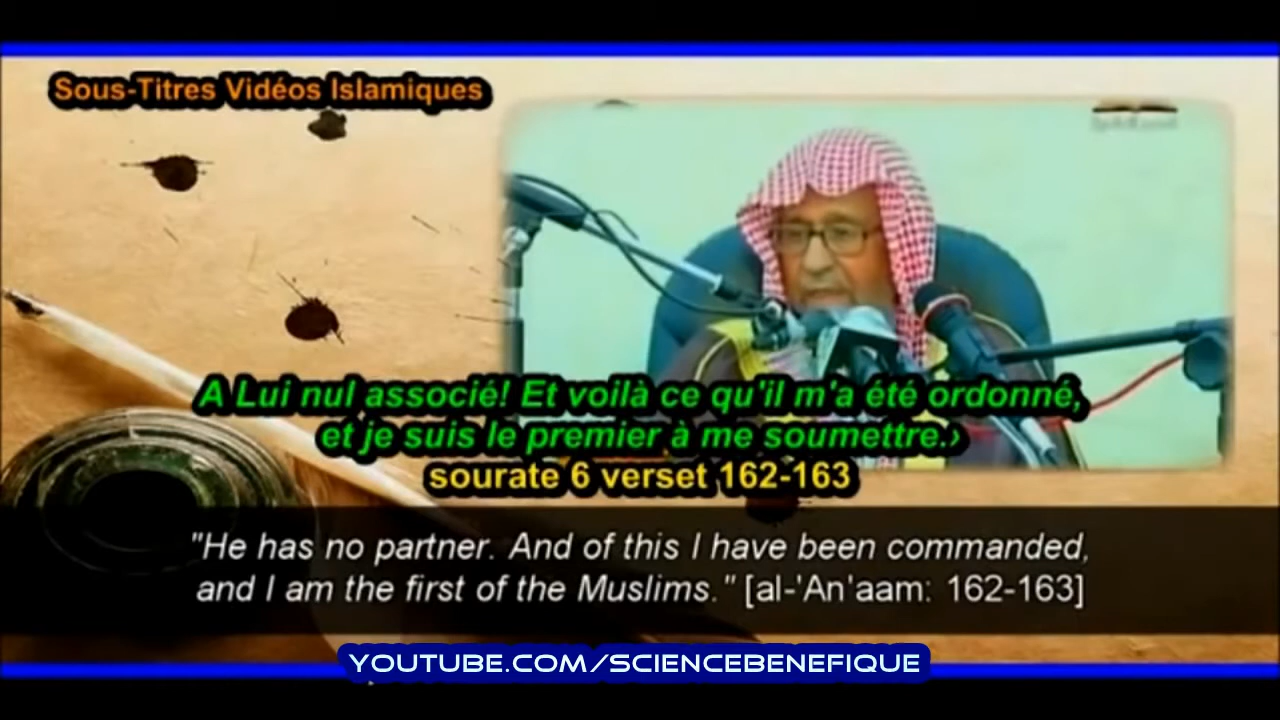 Sous-Titres Vidéos Islamiques
A Lui nul associé! Et voilà ce qu'il m'a été ordonné,
et je suis le premier à me soumettre.›
sourate 6 verset 162-163
"He has no partner. And of this I have been commanded,
and I am the first of the Muslims." [al-'An'aam: 162-163]
YOUTUBE.COM/SCIENCEBENEFIQUE